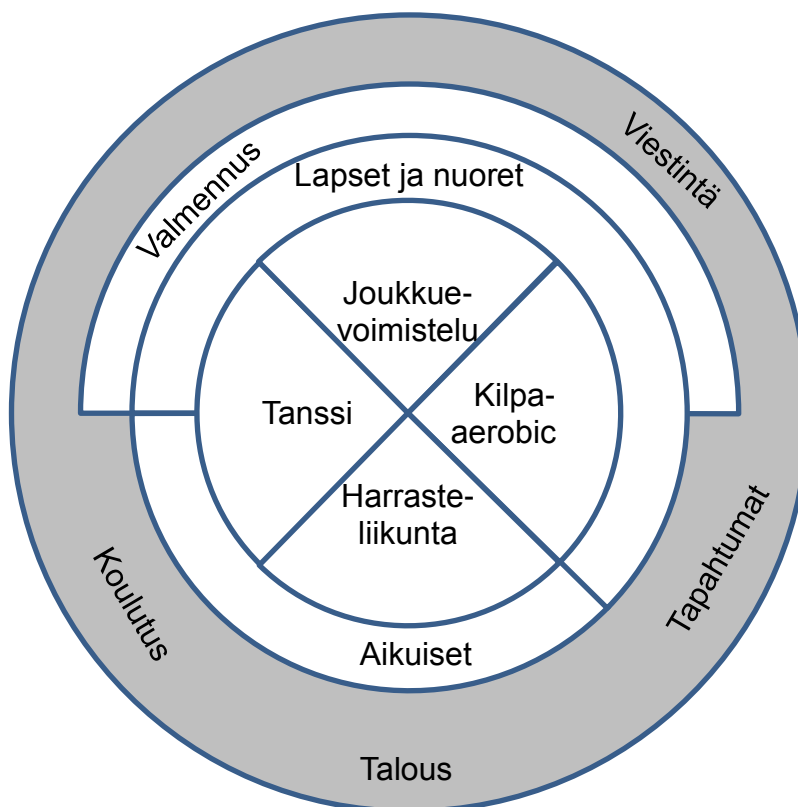 Viestintä
Valmennus
Lapset ja nuoret
Joukkue-
voimistelu
Tanssi
Kilpa-
aerobic
Harraste-
liikunta
Koulutus
Tapahtumat
Aikuiset
Talous